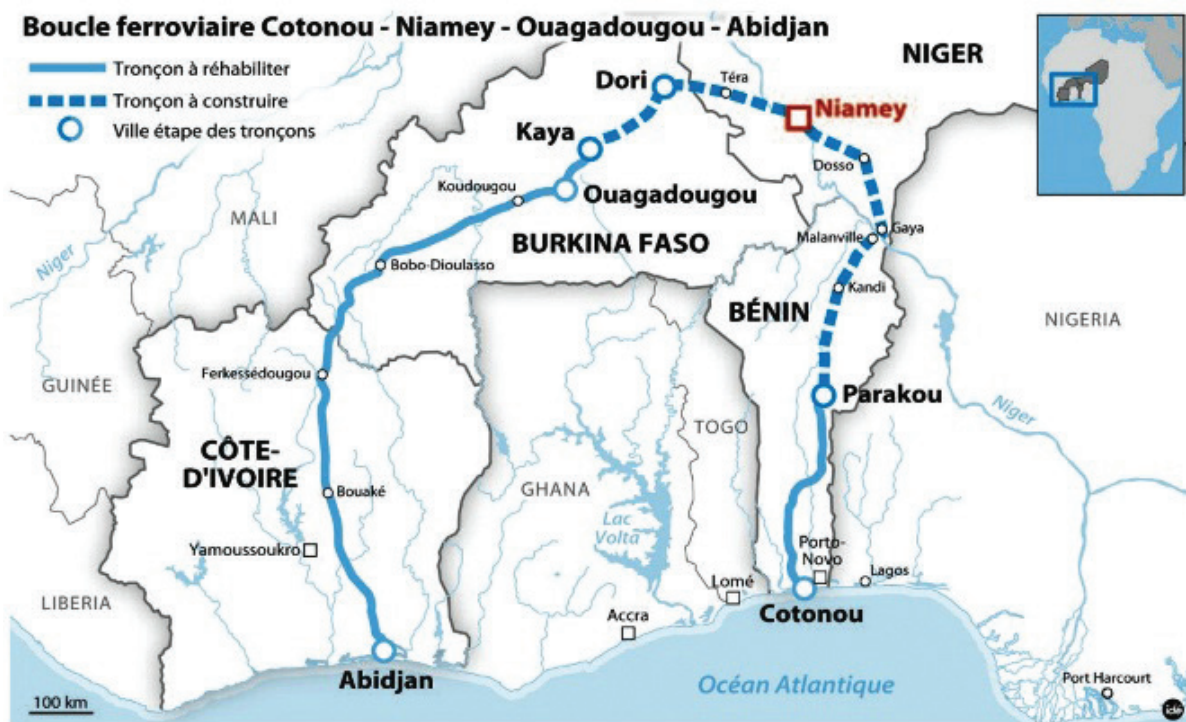 Boucle ferroviaire Cotonou - Niamey - Ouagadougou - Abidjan
Tronçon à réhabiliter
Tronçon à construire
Ville étape des tronçons
NIGER
Dori
Téra
Niamey
Kaya
Dosso
Koudougou
Ouagadougou
MALI
BURKINA FASO
Malanville
Gaya
Niger
Bobo-Dioulasso
Kandi
BÉNIN
NIGERIA
Ferkessédougou
GUINÉE
Parakou
Niger
TOGO
CÔTE-
D'IVOIRE
Bouaké
GHANA
Lac
Volta
Yamoussoukro
Porto-
Novo
Lagos
Lomé
LIBERIA
Accra
Cotonou
Abidjan
Océan Atlantique
Port Harcourt
100 km
idé